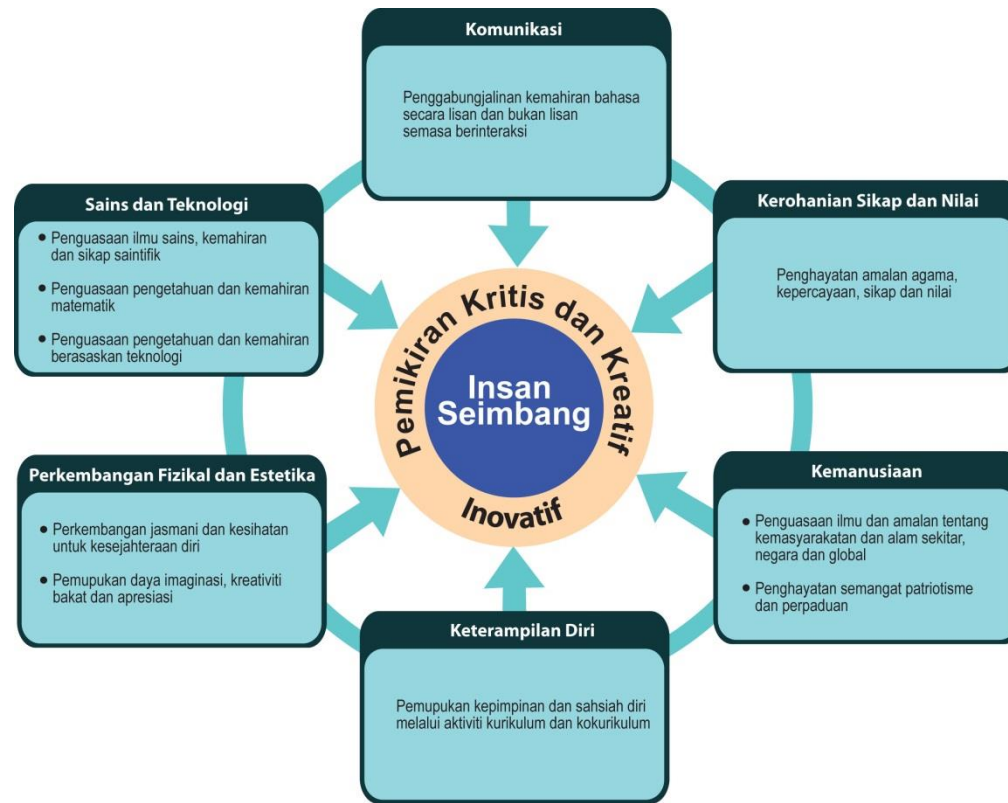 Komunikasi
Penggabungjalinan kemahiran bahasa
secara lisan dan bukan lisan
semasa berinteraksi
Sains dan Teknologi
● Penguasaan ilmu sains, kemahiran
dan sikap saintifik
● Penguasaan pengetahuan dan kemahiran
matematik
● Penguasaan pengetahuan dan kemahiran
berasaskan teknologi
Kerohanian Sikap dan Nilai
Penghayatan amalan agama,
kepercayaan, sikap dan nilai
Pemikiran Kritis dan Kreatif
Insan
Seimbang
Inovatif
Perkembangan Fizikal dan Estetika
● Perkembangan jasmani dan kesihatan
untuk kesejahteraan diri
● Pemupukan daya imaginasi, kreativiti
bakat dan apresiasi
Kemanusiaan
● Penguasaan ilmu dan amalan tentang
kemasyarakatan dan alam sekitar,
negara dan global
● Penghayatan semangat patriotisme
dan perpaduan
Keterampilan Diri
Pemupukan kepimpinan dan sahsiah diri
melalui aktiviti kurikulum dan kokurikulum